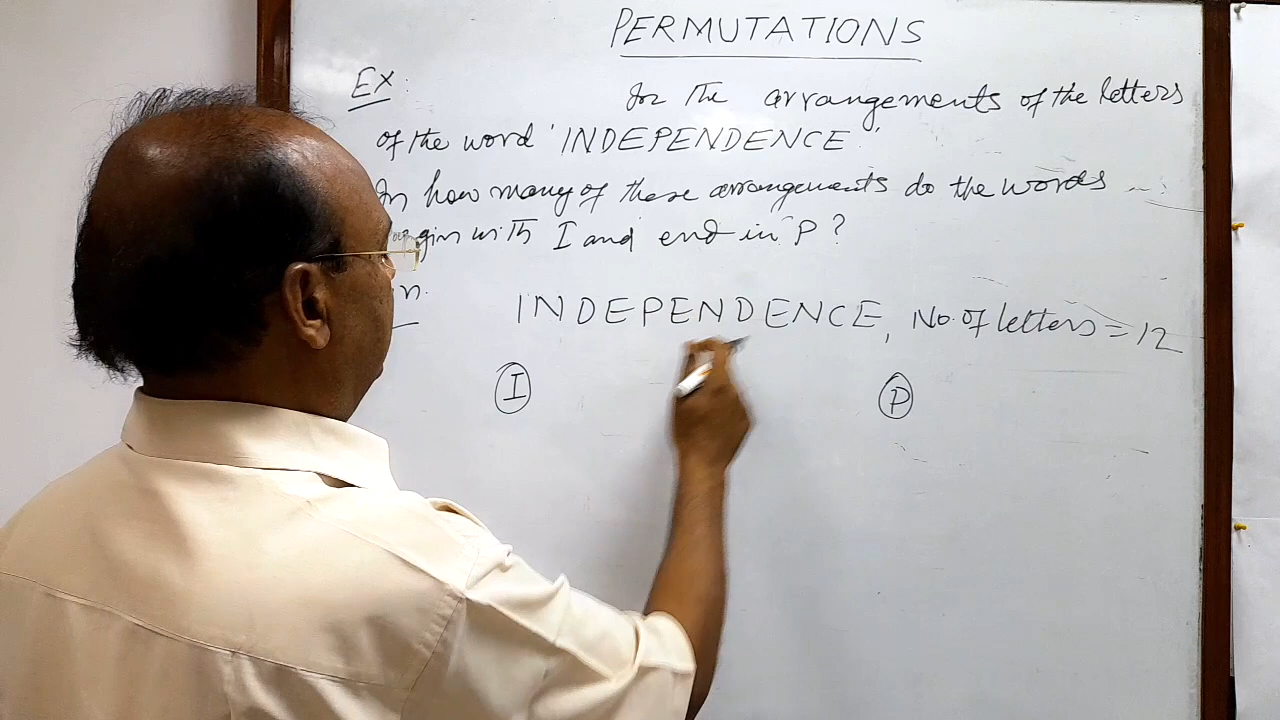 PERMUTATIONS
Ex:
For the arrangements of the letters
of the word 'INDEPENDENCE'.
In how many of these arrangements do the words
with I and end in P?
INDEPENDENCE, No. of letters = 12
I P